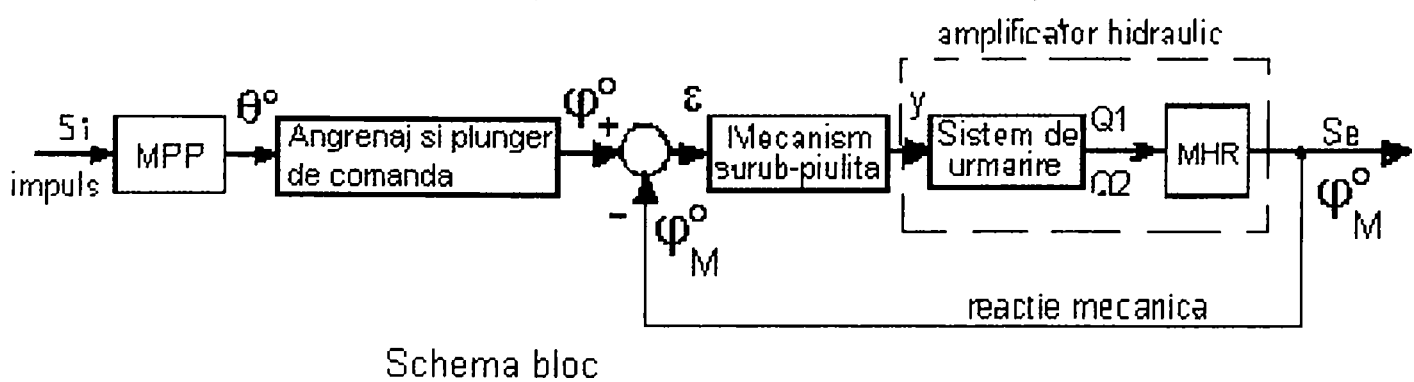 amplificator hidraulic
Si
impuls
MPP
θ°
Angrenaj si plunger
de comanda
φ°
+
-
φ°
M
ε
Mecanism
surub-piulita
y
Sistem de
urmarire
Q1
Q2
MHR
Se
φ°
M
reactie mecanica
Schema bloc